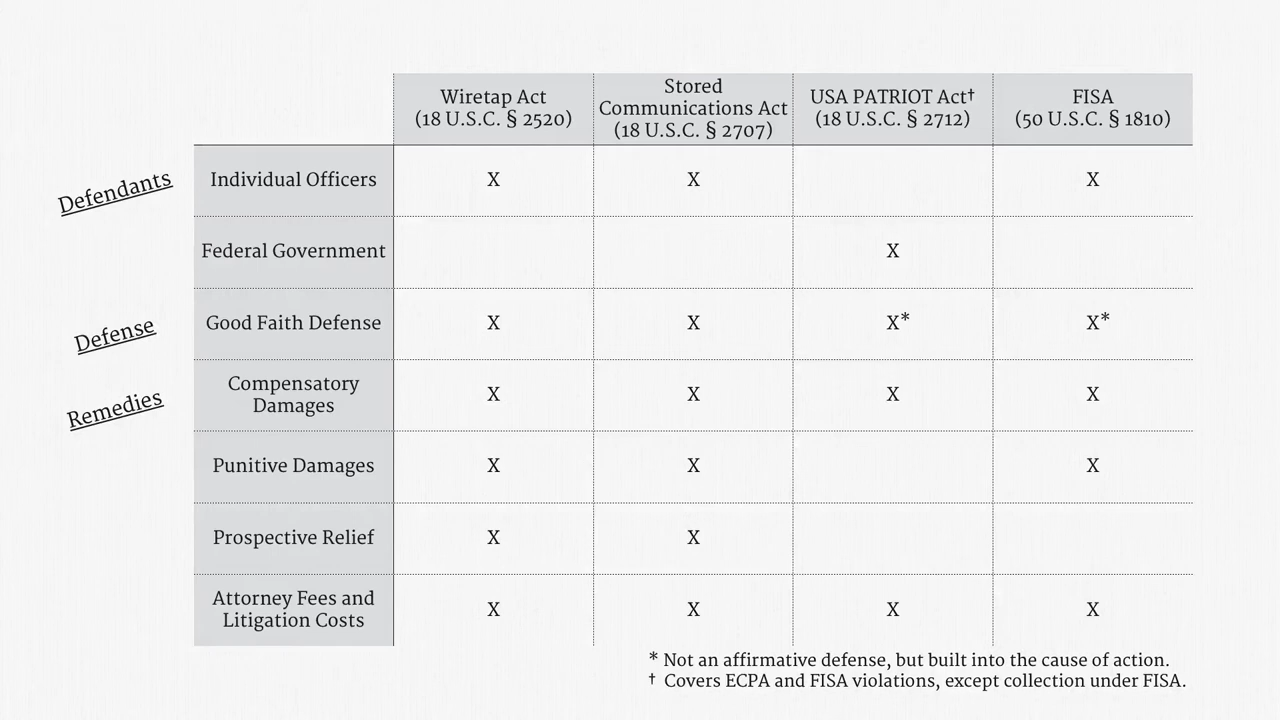 Wiretap Act
(18 U.S.C. § 2520)
Stored
Communications Act
(18 U.S.C. § 2707)
USA PATRIOT Act†
(18 U.S.C. § 2712)
FISA
(50 U.S.C. § 1810)
Defendants
Individual Officers
X
X
X
Federal Government
X
Defense
Good Faith Defense
X
X
X*
X*
Remedies
Compensatory
Damages
X
X
X
X
Punitive Damages
X
X
X
Prospective Relief
X
X
Attorney Fees and
Litigation Costs
X
X
X
X
* Not an affirmative defense, but built into the cause of action.
† Covers ECPA and FISA violations, except collection under FISA.